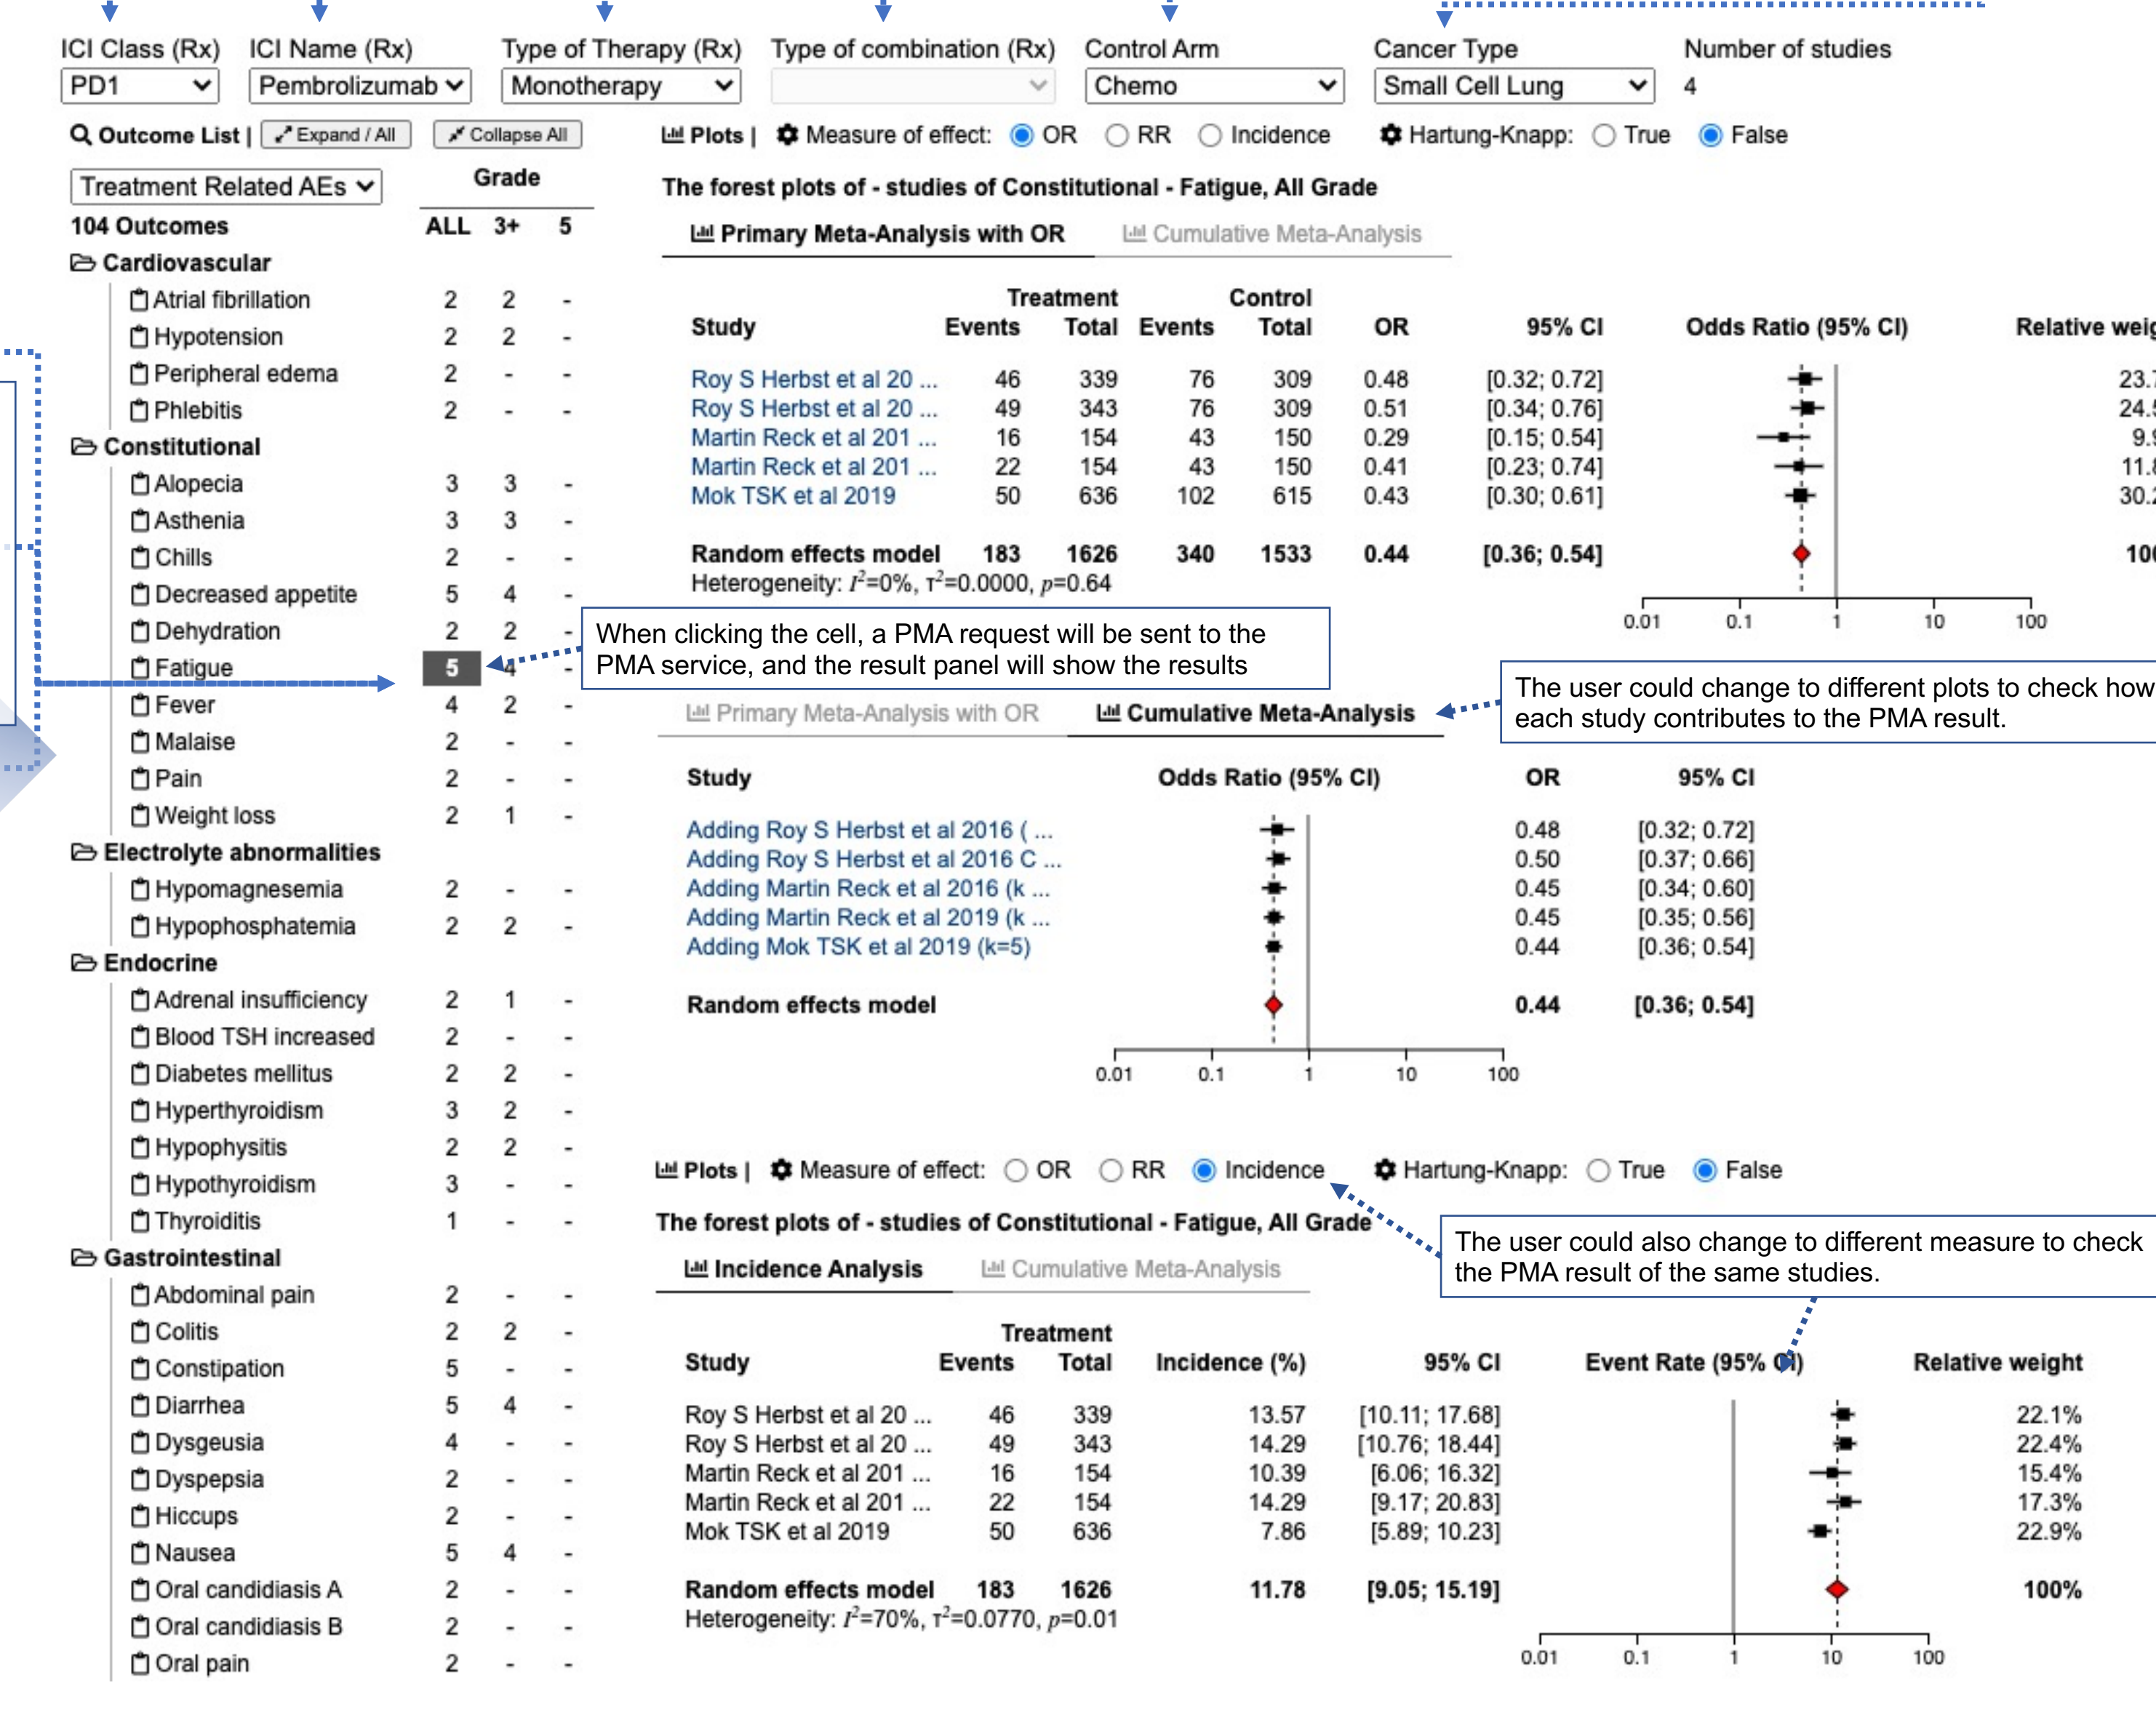 ICI Class (Rx) ICI Name (Rx) Type of Therapy (Rx) Type of combination (Rx) Control Arm Cancer Type Number of studies
PD1 Pembrolizumab Monotherapy Chemo Small Cell Lung 4
Outcome List | Expand / All Collapse All
Treatment Related AEs Grade
104 Outcomes ALL 3+ 5
Cardiovascular
Atrial fibrillation 2 2 -
Hypotension 2 2 -
Peripheral edema 2 - -
Phlebitis 2 - -
Constitutional
Alopecia 3 3 -
Asthenia 3 3 -
Chills 2 - -
Decreased appetite 5 4 -
Dehydration 2 2 -
Fatigue 5 4 -
Fever 4 2 -
Malaise 2 - -
Pain 2 - -
Weight loss 2 1 -
Electrolyte abnormalities
Hypomagnesemia 2 - -
Hypophosphatemia 2 2 -
Endocrine
Adrenal insufficiency 2 1 -
Blood TSH increased 2 - -
Diabetes mellitus 2 2 -
Hyperthyroidism 3 2 -
Hypophysitis 2 2 -
Hypothyroidism 3 - -
Thyroiditis 1 - -
Gastrointestinal
Abdominal pain 2 - -
Colitis 2 2 -
Constipation 5 - -
Diarrhea 5 4 -
Dysgeusia 4 - -
Dyspepsia 2 - -
Hiccups 2 - -
Nausea 5 4 -
Oral candidiasis A 2 - -
Oral candidiasis B 2 - -
Oral pain 2 - -
Plots | Measure of effect: OR RR Incidence Hartung-Knapp: True False
The forest plots of - studies of Constitutional - Fatigue, All Grade
Primary Meta-Analysis with OR Cumulative Meta-Analysis
Treatment Control
Study Events Total Events Total OR 95% CI Odds Ratio (95% CI) Relative weig
Roy S Herbst et al 20 ... 46 339 76 309 0.48 [0.32; 0.72] 23.7
Roy S Herbst et al 20 ... 49 343 76 309 0.51 [0.34; 0.76] 24.5
Martin Reck et al 201 ... 16 154 43 150 0.29 [0.15; 0.54] 9.9
Martin Reck et al 201 ... 22 154 43 150 0.41 [0.23; 0.74] 11.8
Mok TSK et al 2019 50 636 102 615 0.43 [0.30; 0.61] 30.2
Random effects model 183 1626 340 1533 0.44 [0.36; 0.54] 100
Heterogeneity: I²=0%, τ²=0.0000, p=0.64
0.01 0.1 1 10 100
When clicking the cell, a PMA request will be sent to the
PMA service, and the result panel will show the results
The user could change to different plots to check how
each study contributes to the PMA result.
Primary Meta-Analysis with OR Cumulative Meta-Analysis
Study Odds Ratio (95% CI) OR 95% CI
Adding Roy S Herbst et al 2016 ( ... 0.48 [0.32; 0.72]
Adding Roy S Herbst et al 2016 C ... 0.50 [0.37; 0.66]
Adding Martin Reck et al 2016 (k ... 0.45 [0.34; 0.60]
Adding Martin Reck et al 2019 (k ... 0.45 [0.35; 0.56]
Adding Mok TSK et al 2019 (k=5) 0.44 [0.36; 0.54]
Random effects model 0.44 [0.36; 0.54]
0.01 0.1 1 10 100
Plots | Measure of effect: OR RR Incidence Hartung-Knapp: True False
The forest plots of - studies of Constitutional - Fatigue, All Grade
The user could also change to different measure to check
the PMA result of the same studies.
Incidence Analysis Cumulative Meta-Analysis
Treatment
Study Events Total Incidence (%) 95% CI Event Rate (95% CI) Relative weight
Roy S Herbst et al 20 ... 46 339 13.57 [10.11; 17.68] 22.1%
Roy S Herbst et al 20 ... 49 343 14.29 [10.76; 18.44] 22.4%
Martin Reck et al 201 ... 16 154 10.39 [6.06; 16.32] 15.4%
Martin Reck et al 201 ... 22 154 14.29 [9.17; 20.83] 17.3%
Mok TSK et al 2019 50 636 7.86 [5.89; 10.23] 22.9%
Random effects model 183 1626 11.78 [9.05; 15.19] 100%
Heterogeneity: I²=70%, τ²=0.0770, p=0.01
0.01 0.1 1 10 100